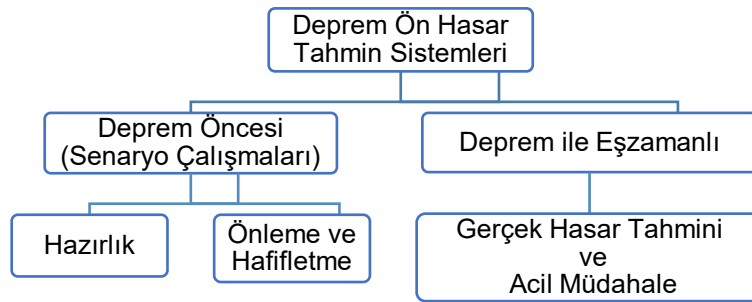 Deprem Ön Hasar
Tahmin Sistemleri
Deprem Öncesi
(Senaryo Çalışmaları)
Deprem ile Eşzamanlı
Hazırlık
Önleme ve
Hafifletme
Gerçek Hasar Tahmini
ve
Acil Müdahale